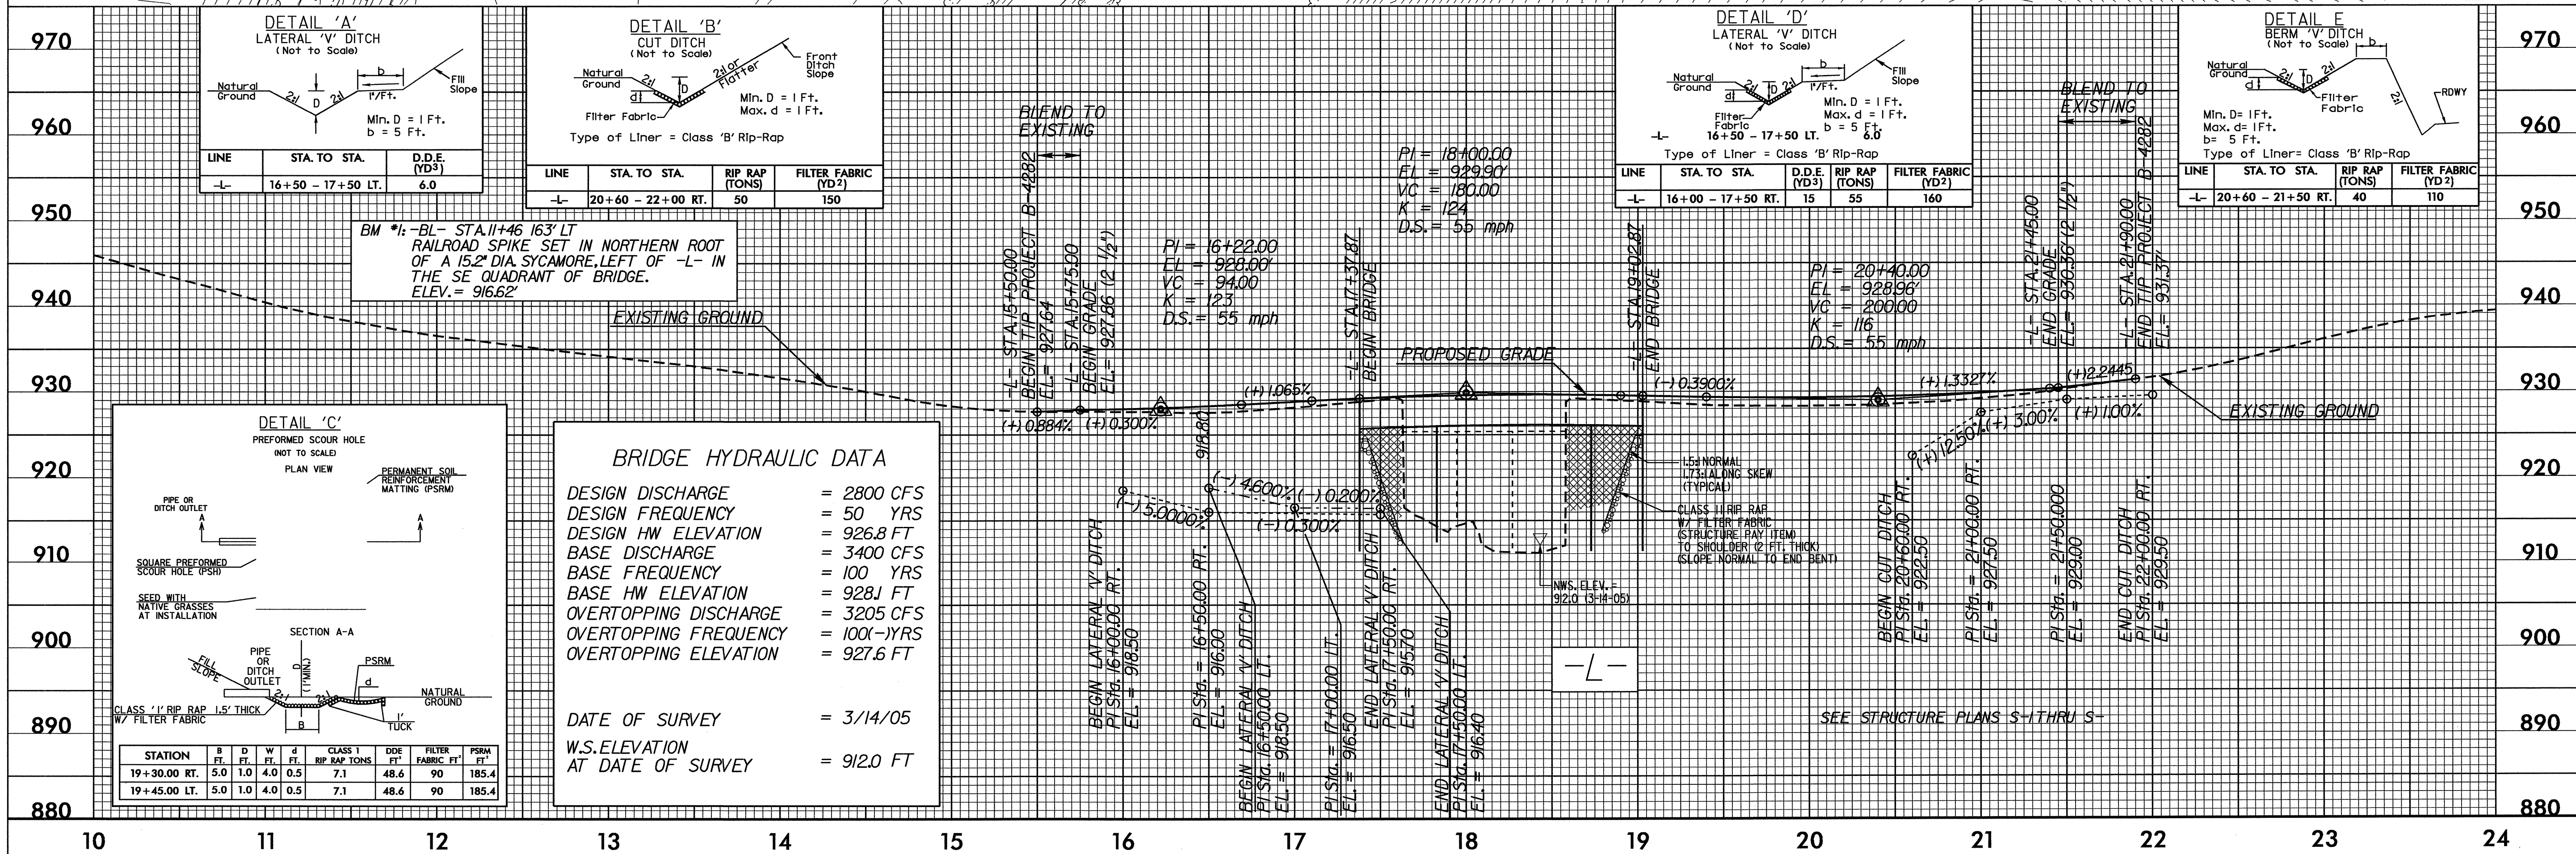 DETAIL 'A'
LATERAL 'V' DITCH
(Not to Scale)
Natural
Ground
2:1
D
2:1
b
1"/Ft.
Fill
Slope
Min. D = 1 Ft.
b = 5 Ft.
LINE STA. TO STA. D.D.E. (YD³)
-L- 16+50 - 17+50 LT. 6.0
DETAIL 'B'
CUT DITCH
(Not to Scale)
Natural
Ground
2:1
D
d
2:1 or
Flatter
Front
Ditch
Slope
Filter Fabric
Min. D = 1 Ft.
Max. d = 1 Ft.
Type of Liner = Class 'B' Rip-Rap
LINE STA. TO STA. RIP RAP (TONS) FILTER FABRIC (YD²)
-L- 20+60 - 22+00 RT. 50 150
DETAIL 'D'
LATERAL 'V' DITCH
(Not to Scale)
Natural
Ground
2:1
D
d
b
1"/Ft.
Fill
Slope
Filter
Fabric
Min. D = 1 Ft.
Max. d = 1 Ft.
b = 5 Ft.
-L- 16+50 - 17+50 LT. 6.0
Type of Liner = Class 'B' Rip-Rap
LINE STA. TO STA. D.D.E. (YD³) RIP RAP (TONS) FILTER FABRIC (YD²)
-L- 16+00 - 17+50 RT. 15 55 160
DETAIL E
BERM 'V' DITCH
(Not to Scale)
b
Natural
Ground
2:1
D
2:1
d
Filter
Fabric
2:1
RDWY
Min. D= 1 Ft.
Max. d= 1 Ft.
b= 5 Ft.
Type of Liner= Class 'B' Rip-Rap
LINE STA. TO STA. RIP RAP (TONS) FILTER FABRIC (YD²)
-L- 20+60 - 21+50 RT. 40 110
970
960
950
940
930
920
910
900
890
880
BM #1: -BL- STA.11+46 163' LT
RAILROAD SPIKE SET IN NORTHERN ROOT
OF A 15.2" DIA. SYCAMORE, LEFT OF -L- IN
THE SE QUADRANT OF BRIDGE.
ELEV.= 916.62'
EXISTING GROUND
BLEND TO
EXISTING
-L- STA.15+50.00
BEGIN TIP PROJECT B-4282
EL.= 927.64
-L- STA.15+75.00
BEGIN GRADE
EL.= 927.86 (2 1/2")
PI = 16+22.00
EL = 928.00'
VC = 94.00
K = 123
D.S.= 55 mph
-L- STA.17+37.87
BEGIN BRIDGE
PI = 18+00.00
EL = 929.90'
VC = 180.00
K = 124
D.S.= 55 mph
PROPOSED GRADE
-L- STA.19+02.87
END BRIDGE
PI = 20+40.00
EL = 928.96'
VC = 200.00
K = 116
D.S.= 55 mph
BLEND TO
EXISTING
-L- STA.21+45.00
END GRADE
EL.= 930.36' (2 1/2")
-L- STA.21+90.00
END TIP PROJECT B-4282
EL.= 931.37'
EXISTING GROUND
(+) 0.884%
(+) 0.300%
(+) 1.065%
(-) 0.3900%
(+) 1.3327%
(+)2.2445
(+) 12.50%
(+) 3.00%
(+) 1.00%
918.80
(-) 5.0000%
(-) 4.600%
(-) 0.200%
(-) 0.300%
DETAIL 'C'
PREFORMED SCOUR HOLE
(NOT TO SCALE)
PLAN VIEW
PERMANENT SOIL
REINFORCEMENT
MATTING (PSRM)
PIPE OR
DITCH OUTLET
A
A
SQUARE PREFORMED
SCOUR HOLE (PSH)
SEED WITH
NATIVE GRASSES
AT INSTALLATION
SECTION A-A
FILL
SLOPE
PIPE
OR
DITCH
OUTLET
D
(1'MIN.)
PSRM
d
2:1
2:1
NATURAL
GROUND
CLASS '1' RIP RAP 1.5' THICK
W/ FILTER FABRIC
B
1'
TUCK
STATION B FT. D FT. W FT. d FT. CLASS 1 RIP RAP TONS DDE FT³ FILTER FABRIC FT² PSRM FT²
19+30.00 RT. 5.0 1.0 4.0 0.5 7.1 48.6 90 185.4
19+45.00 LT. 5.0 1.0 4.0 0.5 7.1 48.6 90 185.4
BRIDGE HYDRAULIC DATA
DESIGN DISCHARGE = 2800 CFS
DESIGN FREQUENCY = 50 YRS
DESIGN HW ELEVATION = 926.8 FT
BASE DISCHARGE = 3400 CFS
BASE FREQUENCY = 100 YRS
BASE HW ELEVATION = 928.1 FT
OVERTOPPING DISCHARGE = 3205 CFS
OVERTOPPING FREQUENCY = 100(-)YRS
OVERTOPPING ELEVATION = 927.6 FT
DATE OF SURVEY = 3/14/05
W.S.ELEVATION
AT DATE OF SURVEY = 912.0 FT
BEGIN LATERAL 'V' DITCH
PI Sta. 16+00.00 RT.
EL = 918.50
PI Sta. = 16+50.00 RT.
EL. = 916.00
BEGIN LATERAL 'V' DITCH
PI Sta. 16+50.00 LT.
EL. = 918.50
PI Sta. = 17+00.00 LT.
EL. = 916.50
END LATERAL 'V' DITCH
PI Sta. 17+50.00 RT.
EL. = 915.70
END LATERAL 'V' DITCH
PI Sta. 17+50.00 LT.
EL. = 916.40
NWS. ELEV. =
912.0 (3-14-05)
1.5:1 NORMAL
1.73:1 ALONG SKEW
(TYPICAL)
CLASS II RIP RAP
W/ FILTER FABRIC
(STRUCTURE PAY ITEM)
TO SHOULDER (2 FT. THICK)
(SLOPE NORMAL TO END BENT)
-L-
BEGIN CUT DITCH
PI Sta. 20+60.00 RT.
EL = 922.50
PI Sta. = 21+00.00 RT.
EL. = 927.50
PI Sta. = 21+50.000
EL. = 929.00
END CUT DITCH
PI Sta. 22+00.00 RT.
EL. = 929.50
SEE STRUCTURE PLANS S-1 THRU S-
970
960
950
940
930
920
910
900
890
880
10 11 12 13 14 15 16 17 18 19 20 21 22 23 24